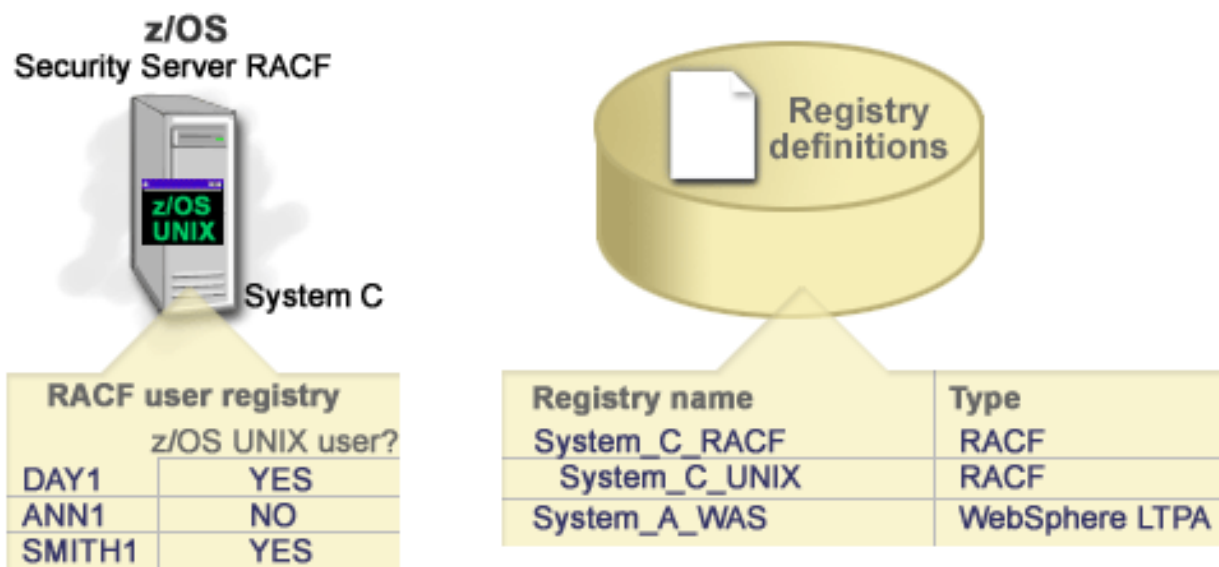 z/OS
Security Server RACF
z/OS
UNIX
System C
RACF user registry
z/OS UNIX user?
DAY1 YES
ANN1 NO
SMITH1 YES
Registry
definitions
Registry name Type
System_C_RACF RACF
System_C_UNIX RACF
System_A_WAS WebSphere LTPA